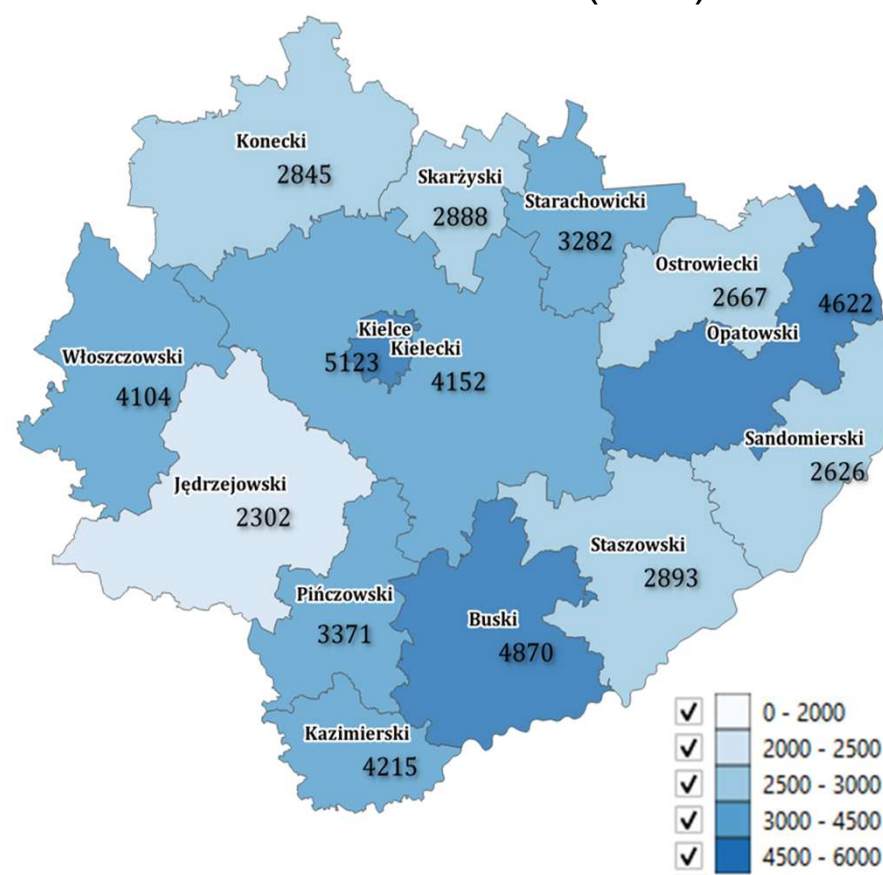 Konecki
2845
Skarżyski
2888
Starachowicki
3282
Ostrowiecki
2667
4622
Opatowski
Kielce
5123
Kielecki
4152
Włoszczowski
4104
Sandomierski
2626
Jędrzejowski
2302
Staszowski
2893
Pińczowski
3371
Buski
4870
Kazimierski
4215
0 - 2000
2000 - 2500
2500 - 3000
3000 - 4500
4500 - 6000